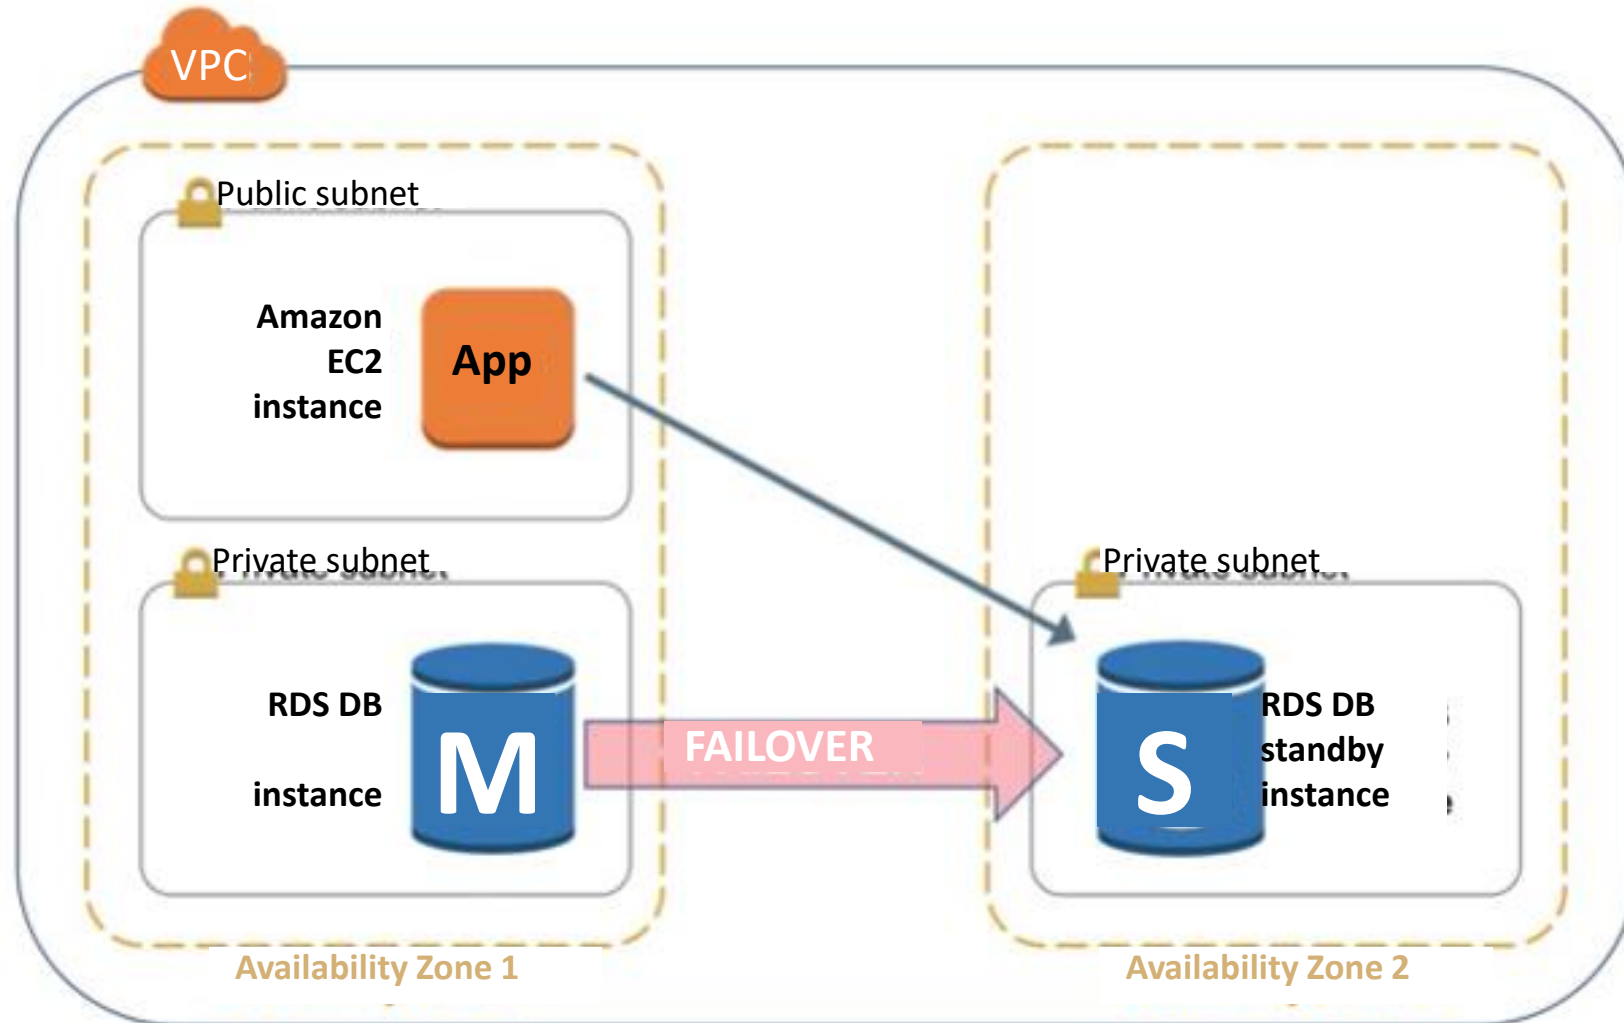 VPC
Public subnet
Amazon
EC2
instance
App
Private subnet
RDS DB
instance
M
FAILOVER
Private subnet
S
RDS DB
standby
instance
Availability Zone 1
Availability Zone 2